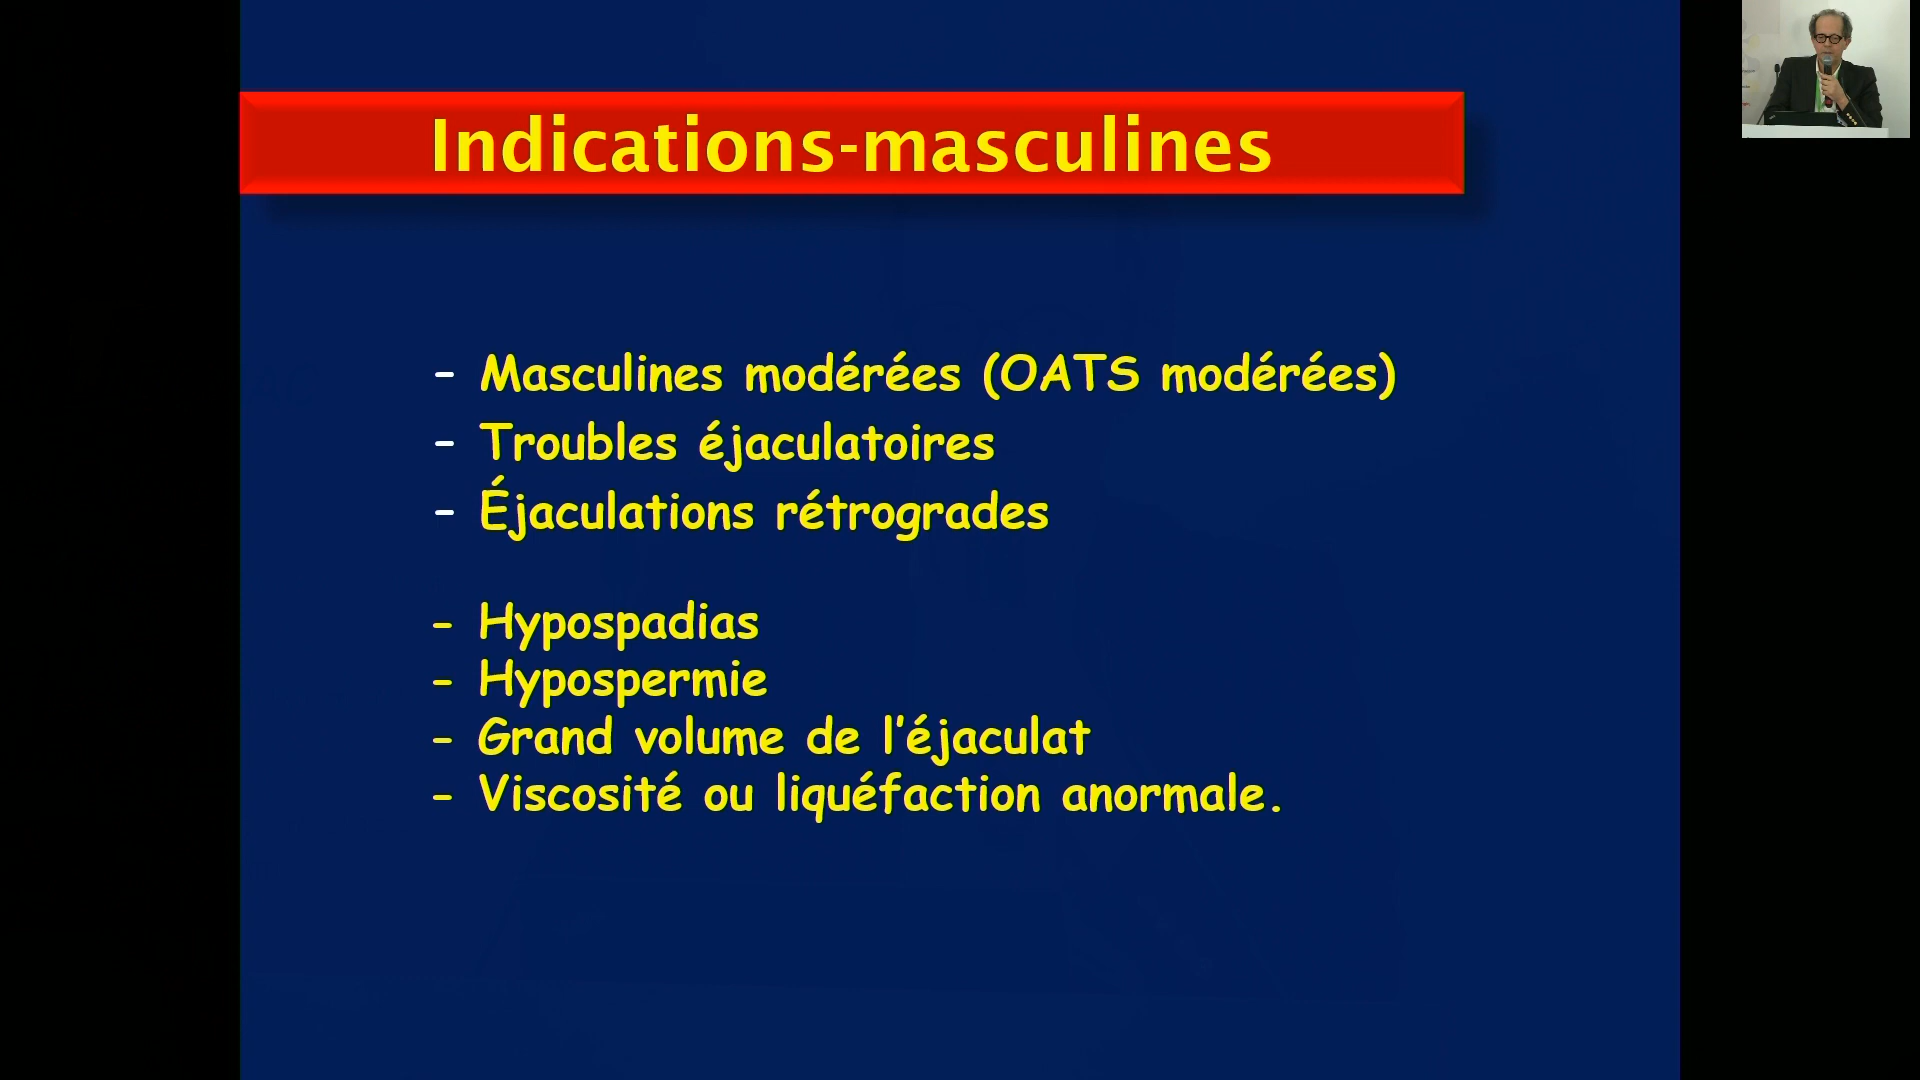 Indications-masculines
- Masculines modérées (OATS modérées)
- Troubles éjaculatoires
- Éjaculations rétrogrades
- Hypospadias
- Hypospermie
- Grand volume de l'éjaculat
- Viscosité ou liquéfaction anormale.